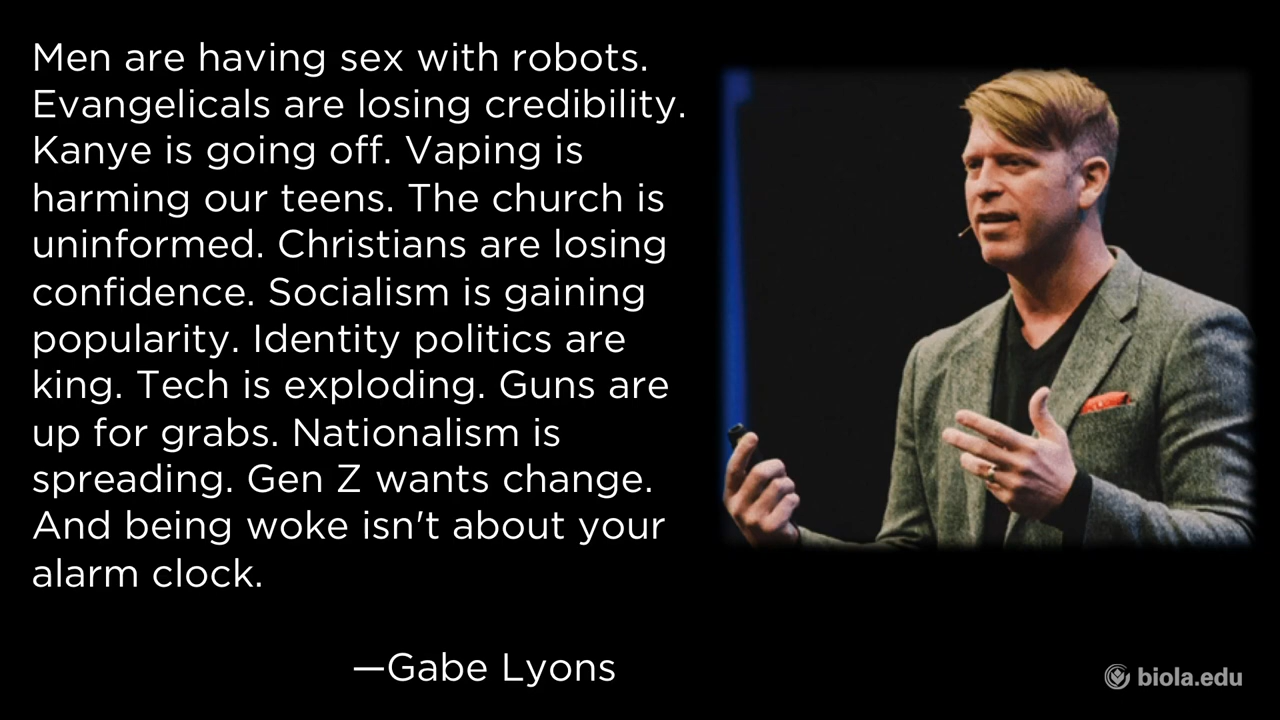 Men are having sex with robots.
Evangelicals are losing credibility.
Kanye is going off. Vaping is
harming our teens. The church is
uninformed. Christians are losing
confidence. Socialism is gaining
popularity. Identity politics are
king. Tech is exploding. Guns are
up for grabs. Nationalism is
spreading. Gen Z wants change.
And being woke isn't about your
alarm clock.
—Gabe Lyons
biola.edu